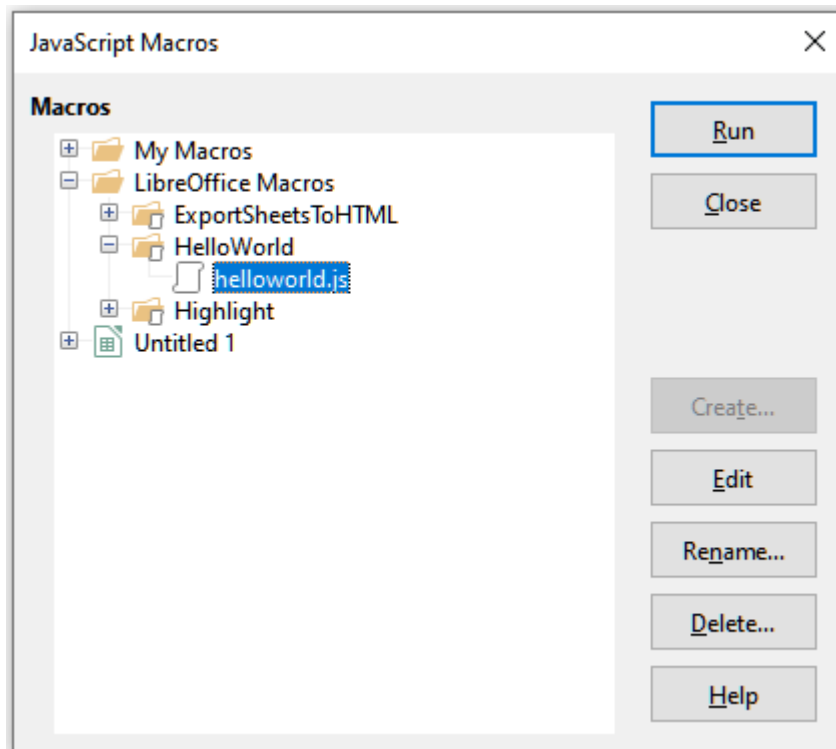 JavaScript Macros
Macros
My Macros
LibreOffice Macros
ExportSheetsToHTML
HelloWorld
helloworld.js
Highlight
Untitled 1
Run
Close
Create...
Edit
Rename...
Delete...
Help